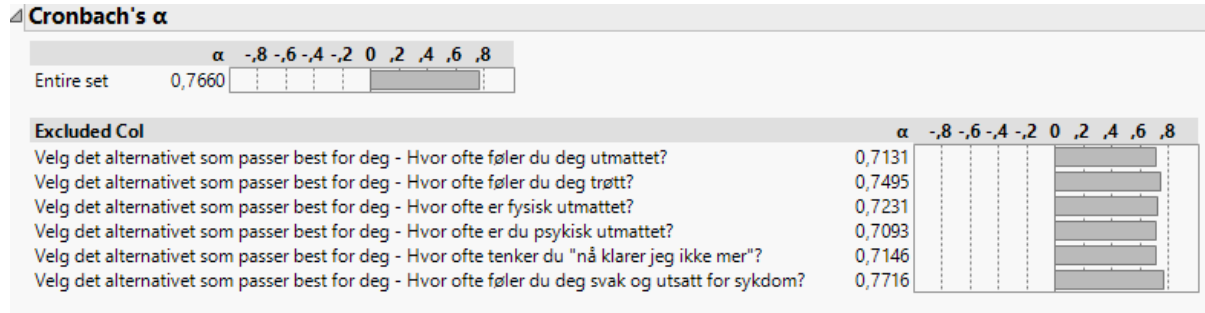 Cronbach's α
α -,8 -,6 -,4 -,2 0 ,2 ,4 ,6 ,8
Entire set 0,7660
Excluded Col α -,8 -,6 -,4 -,2 0 ,2 ,4 ,6 ,8
Velg det alternativet som passer best for deg - Hvor ofte føler du deg utmattet? 0,7131
Velg det alternativet som passer best for deg - Hvor ofte føler du deg trøtt? 0,7495
Velg det alternativet som passer best for deg - Hvor ofte er fysisk utmattet? 0,7231
Velg det alternativet som passer best for deg - Hvor ofte er du psykisk utmattet? 0,7093
Velg det alternativet som passer best for deg - Hvor ofte tenker du "nå klarer jeg ikke mer"? 0,7146
Velg det alternativet som passer best for deg - Hvor ofte føler du deg svak og utsatt for sykdom? 0,7716